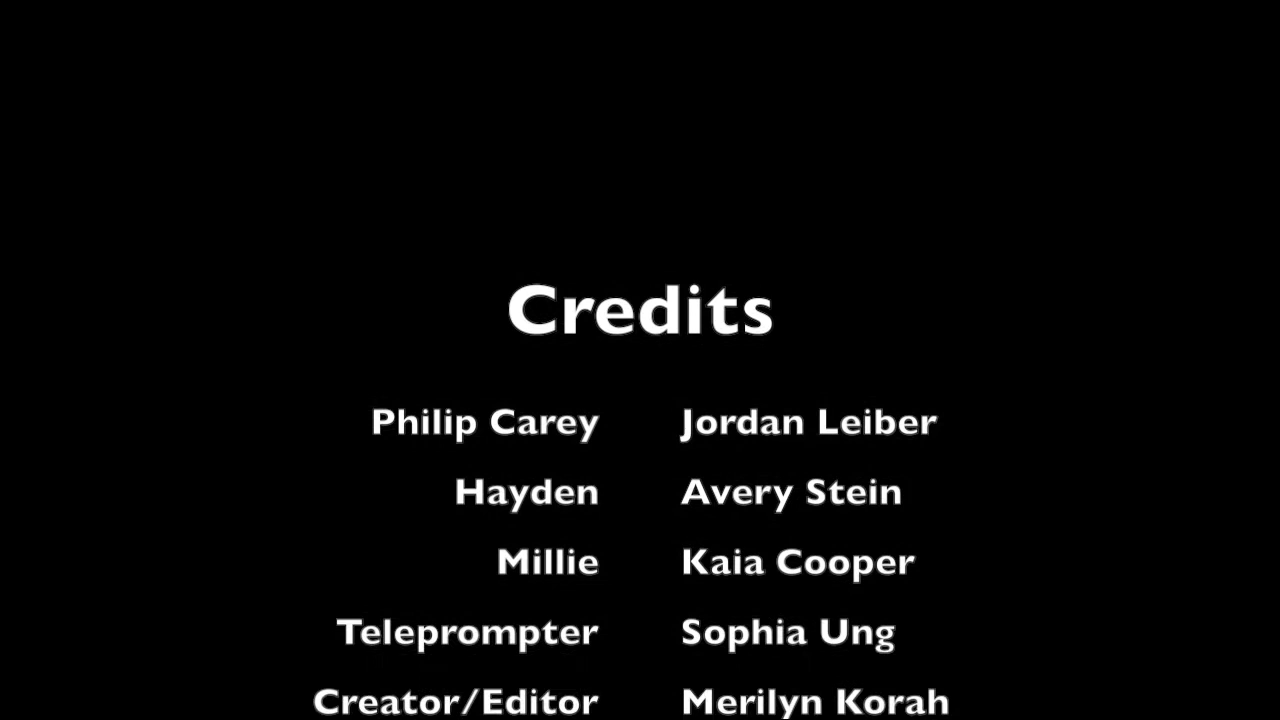 Credits
Philip Carey Jordan Leiber
Hayden Avery Stein
Millie Kaia Cooper
Teleprompter Sophia Ung
Creator/Editor Merilyn Korah